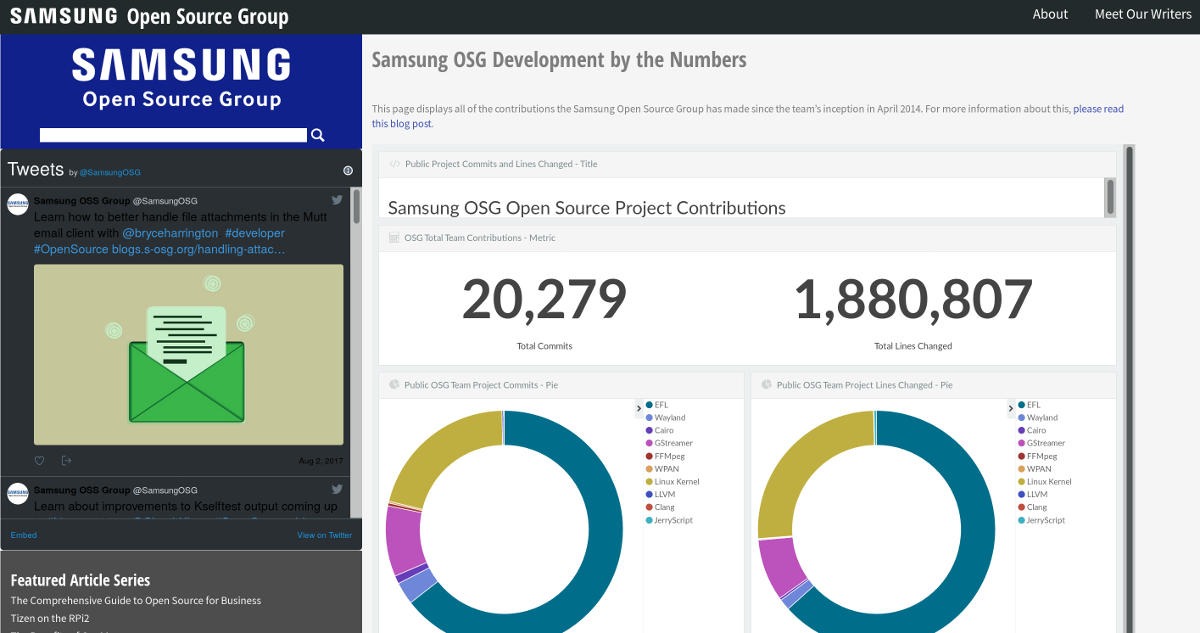 SAMSUNG Open Source Group
About
Meet Our Writers
SAMSUNG
Open Source Group
Tweets by @SamsungOSG
Samsung OSS Group @SamsungOSG
Learn how to better handle file attachments in the Mutt
email client with @bryceharrington #developer
#OpenSource blogs.s-osg.org/handling-attac…
Aug 2, 2017
Samsung OSS Group @SamsungOSG
Learn about improvements to Kselftest output coming up
Embed
View on Twitter
Featured Article Series
The Comprehensive Guide to Open Source for Business
Tizen on the RPi2
Samsung OSG Development by the Numbers
This page displays all of the contributions the Samsung Open Source Group has made since the team's inception in April 2014. For more information about this, please read
this blog post.
Public Project Commits and Lines Changed - Title
Samsung OSG Open Source Project Contributions
OSG Total Team Contributions - Metric
20,279
Total Commits
1,880,807
Total Lines Changed
Public OSG Team Project Commits - Pie
EFL
Wayland
Cairo
GStreamer
FFMpeg
WPAN
Linux Kernel
LLVM
Clang
JerryScript
Public OSG Team Project Lines Changed - Pie
EFL
Wayland
Cairo
GStreamer
FFMpeg
WPAN
Linux Kernel
LLVM
Clang
JerryScript